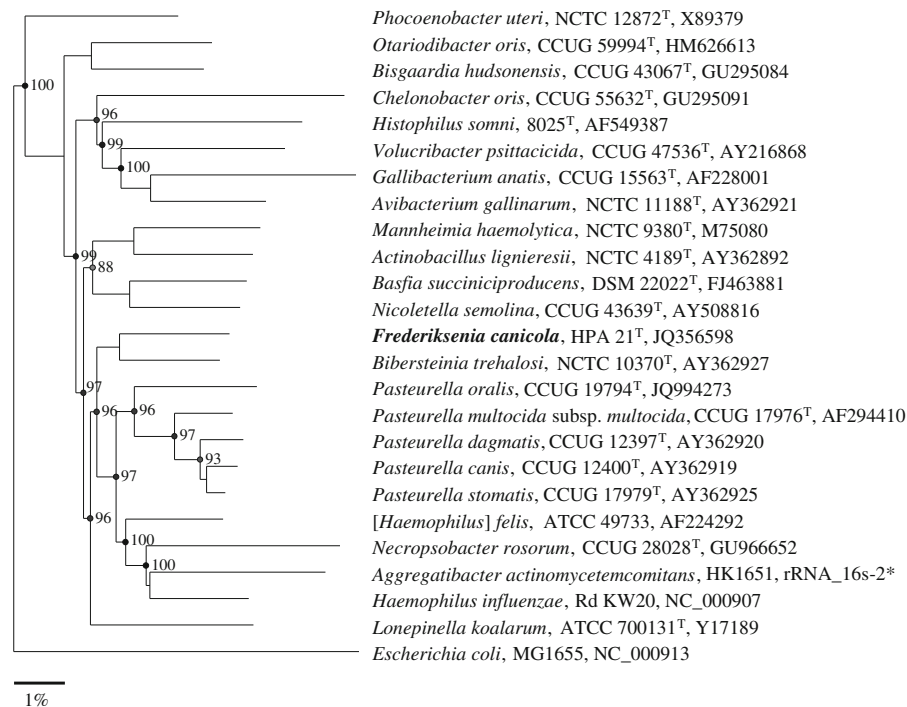 Phocoenobacter uteri, NCTC 12872ᵀ, X89379
Otariodibacter oris, CCUG 59994ᵀ, HM626613
Bisgaardia hudsonensis, CCUG 43067ᵀ, GU295084
100
Chelonobacter oris, CCUG 55632ᵀ, GU295091
96
Histophilus somni, 8025ᵀ, AF549387
99
Volucribacter psittacicida, CCUG 47536ᵀ, AY216868
100
Gallibacterium anatis, CCUG 15563ᵀ, AF228001
Avibacterium gallinarum, NCTC 11188ᵀ, AY362921
Mannheimia haemolytica, NCTC 9380ᵀ, M75080
Actinobacillus lignieresii, NCTC 4189ᵀ, AY362892
99
88
Basfia succiniciproducens, DSM 22022ᵀ, FJ463881
Nicoletella semolina, CCUG 43639ᵀ, AY508816
Frederiksenia canicola, HPA 21ᵀ, JQ356598
Bibersteinia trehalosi, NCTC 10370ᵀ, AY362927
Pasteurella oralis, CCUG 19794ᵀ, JQ994273
97
96
96
Pasteurella multocida subsp. multocida, CCUG 17976ᵀ, AF294410
97
Pasteurella dagmatis, CCUG 12397ᵀ, AY362920
93
Pasteurella canis, CCUG 12400ᵀ, AY362919
97
Pasteurella stomatis, CCUG 17979ᵀ, AY362925
96
[Haemophilus] felis, ATCC 49733, AF224292
100
Necropsobacter rosorum, CCUG 28028ᵀ, GU966652
100
Aggregatibacter actinomycetemcomitans, HK1651, rRNA_16s-2*
Haemophilus influenzae, Rd KW20, NC_000907
Lonepinella koalarum, ATCC 700131ᵀ, Y17189
Escherichia coli, MG1655, NC_000913
1%